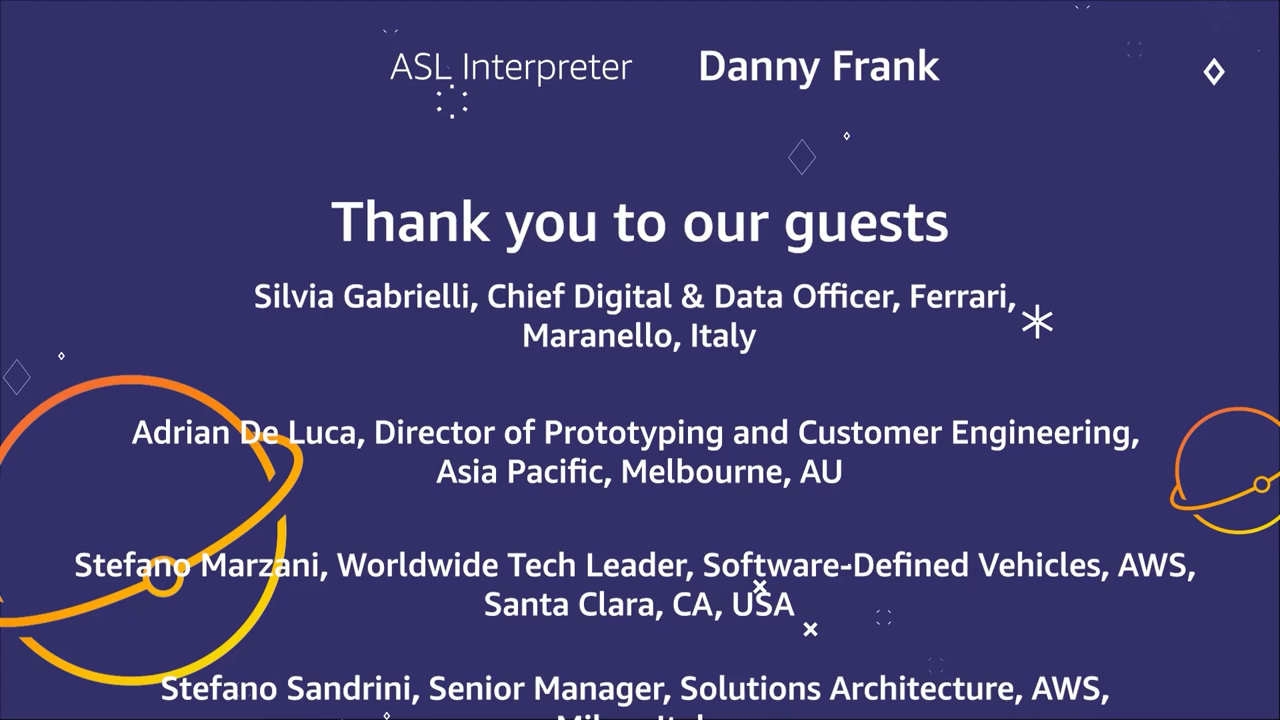 ASL Interpreter Danny Frank
Thank you to our guests
Silvia Gabrielli, Chief Digital & Data Officer, Ferrari,
Maranello, Italy
Adrian De Luca, Director of Prototyping and Customer Engineering,
Asia Pacific, Melbourne, AU
Stefano Marzani, Worldwide Tech Leader, Software-Defined Vehicles, AWS,
Santa Clara, CA, USA
Stefano Sandrini, Senior Manager, Solutions Architecture, AWS,